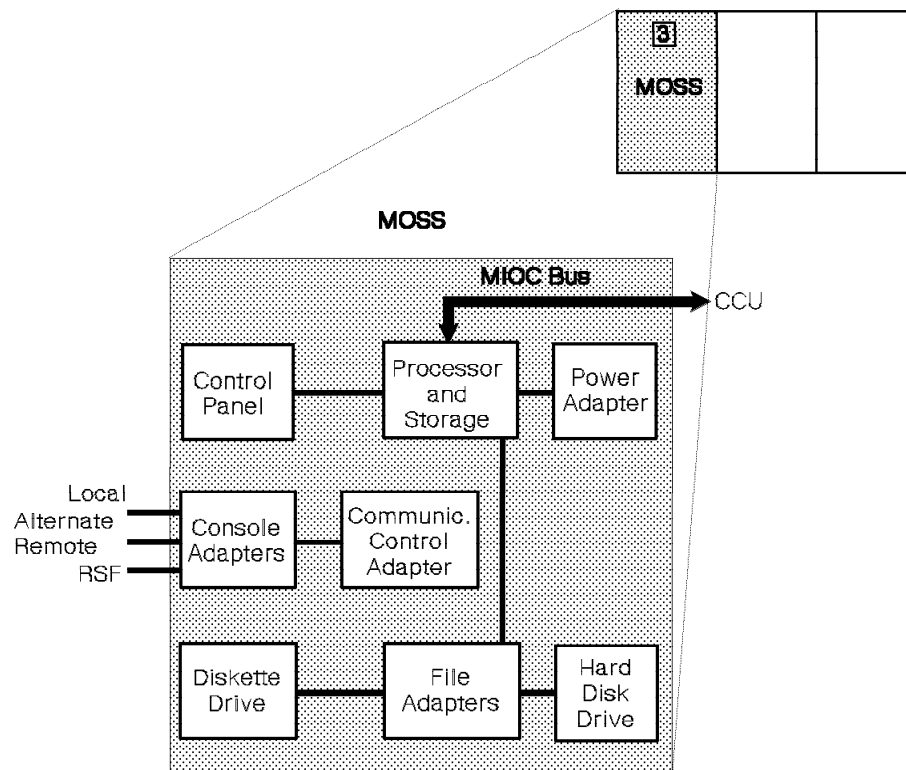 3
MOSS
MOSS
MIOC Bus
CCU
Control
Panel
Processor
and
Storage
Power
Adapter
Local
Alternate
Remote
RSF
Console
Adapters
Communic.
Control
Adapter
Diskette
Drive
File
Adapters
Hard
Disk
Drive